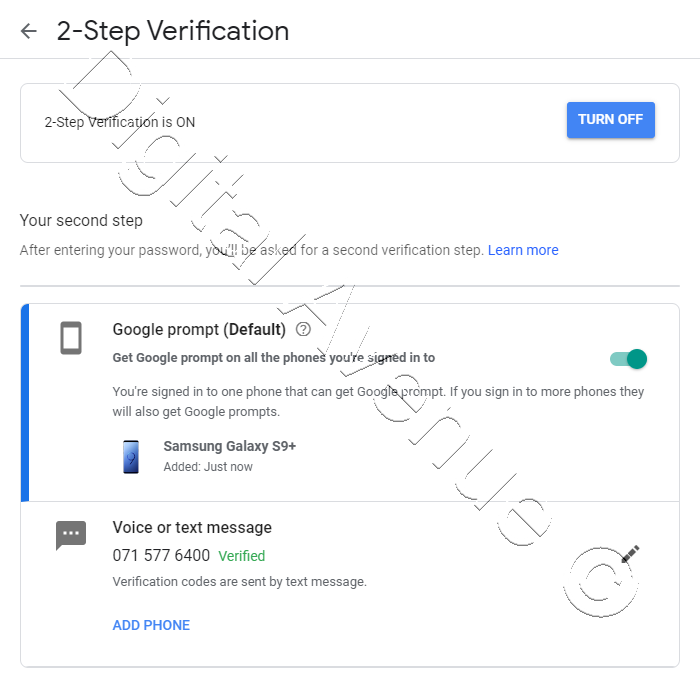 2-Step Verification
2-Step Verification is ON
TURN OFF
Your second step
After entering your password, you'll be asked for a second verification step. Learn more
Google prompt (Default)
Get Google prompt on all the phones you're signed in to
You're signed in to one phone that can get Google prompt. If you sign in to more phones they
will also get Google prompts.
Samsung Galaxy S9+
Added: Just now
Voice or text message
071 577 6400 Verified
Verification codes are sent by text message.
ADD PHONE
Digital Avenue ©